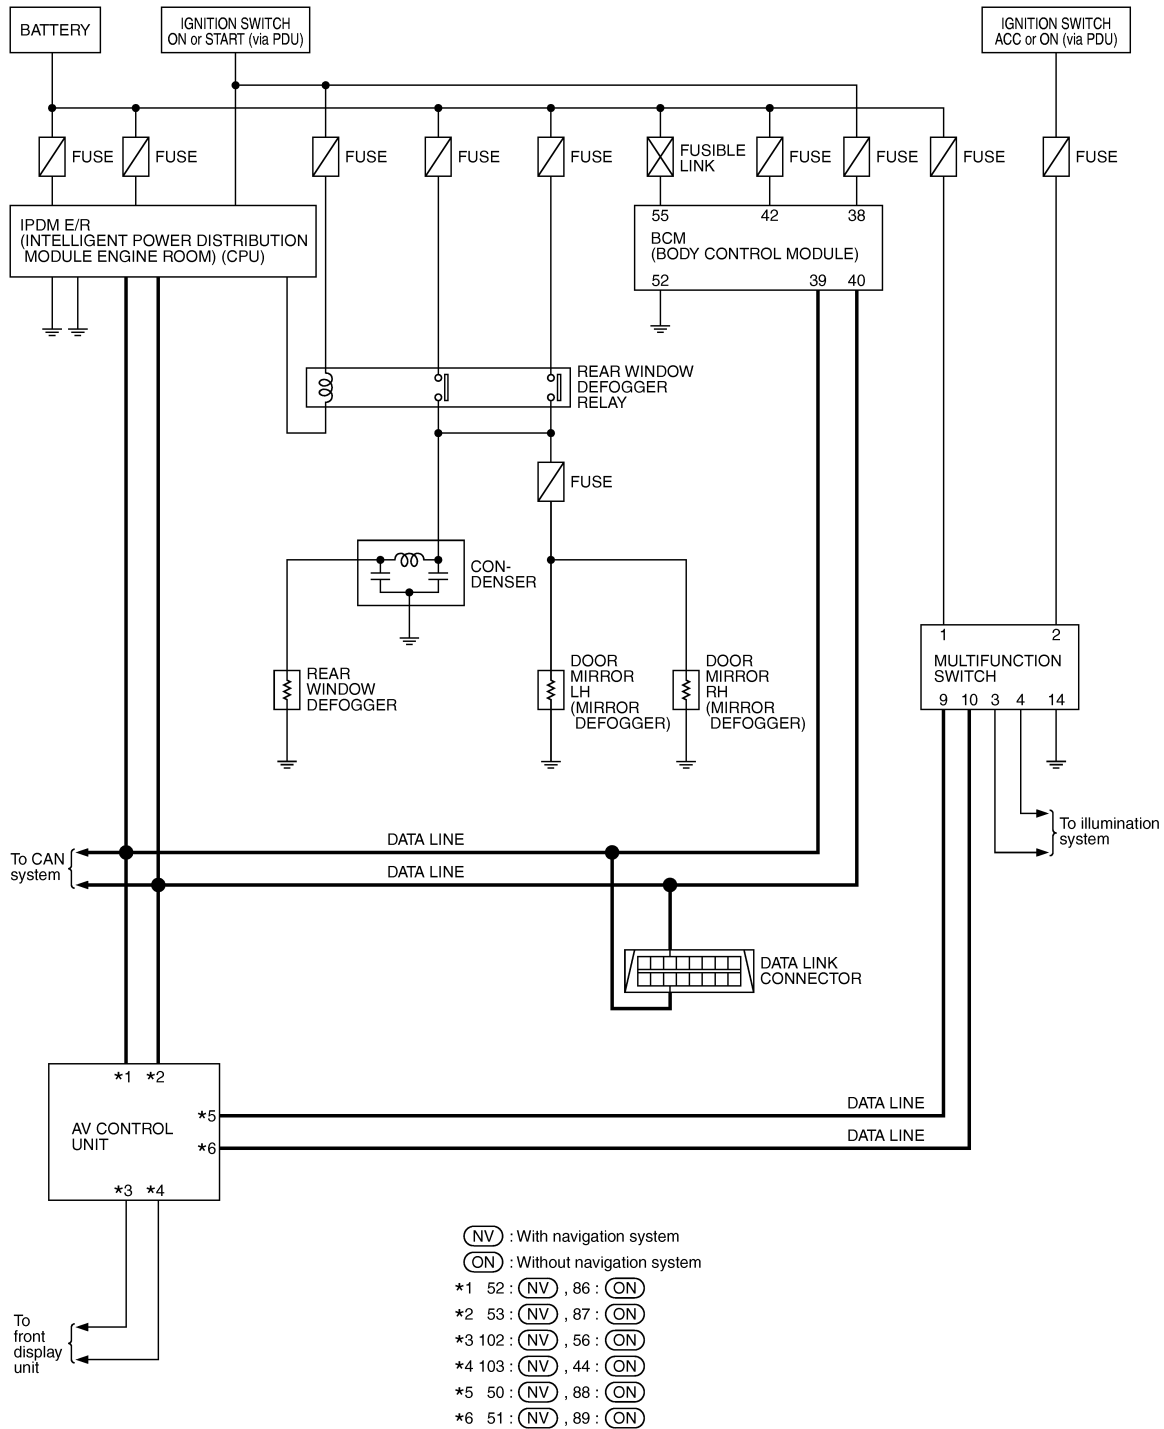 BATTERY
IGNITION SWITCH
ON or START (via PDU)
IGNITION SWITCH
ACC or ON (via PDU)
FUSE
FUSE
FUSE
FUSE
FUSE
FUSIBLE
LINK
FUSE
FUSE
FUSE
FUSE
IPDM E/R
(INTELLIGENT POWER DISTRIBUTION
MODULE ENGINE ROOM) (CPU)
55 42 38
BCM
(BODY CONTROL MODULE)
52 39 40
REAR WINDOW
DEFOGGER
RELAY
FUSE
CON-
DENSER
REAR
WINDOW
DEFOGGER
DOOR
MIRROR
LH
(MIRROR
DEFOGGER)
DOOR
MIRROR
RH
(MIRROR
DEFOGGER)
1 2
MULTIFUNCTION
SWITCH
9 10 3 4 14
To illumination
system
DATA LINE
To CAN
system
DATA LINE
DATA LINK
CONNECTOR
*1 *2
*5
AV CONTROL
UNIT
*6
*3 *4
DATA LINE
DATA LINE
To
front
display
unit
NV : With navigation system
ON : Without navigation system
*1 52 : NV , 86 : ON
*2 53 : NV , 87 : ON
*3 102 : NV , 56 : ON
*4 103 : NV , 44 : ON
*5 50 : NV , 88 : ON
*6 51 : NV , 89 : ON